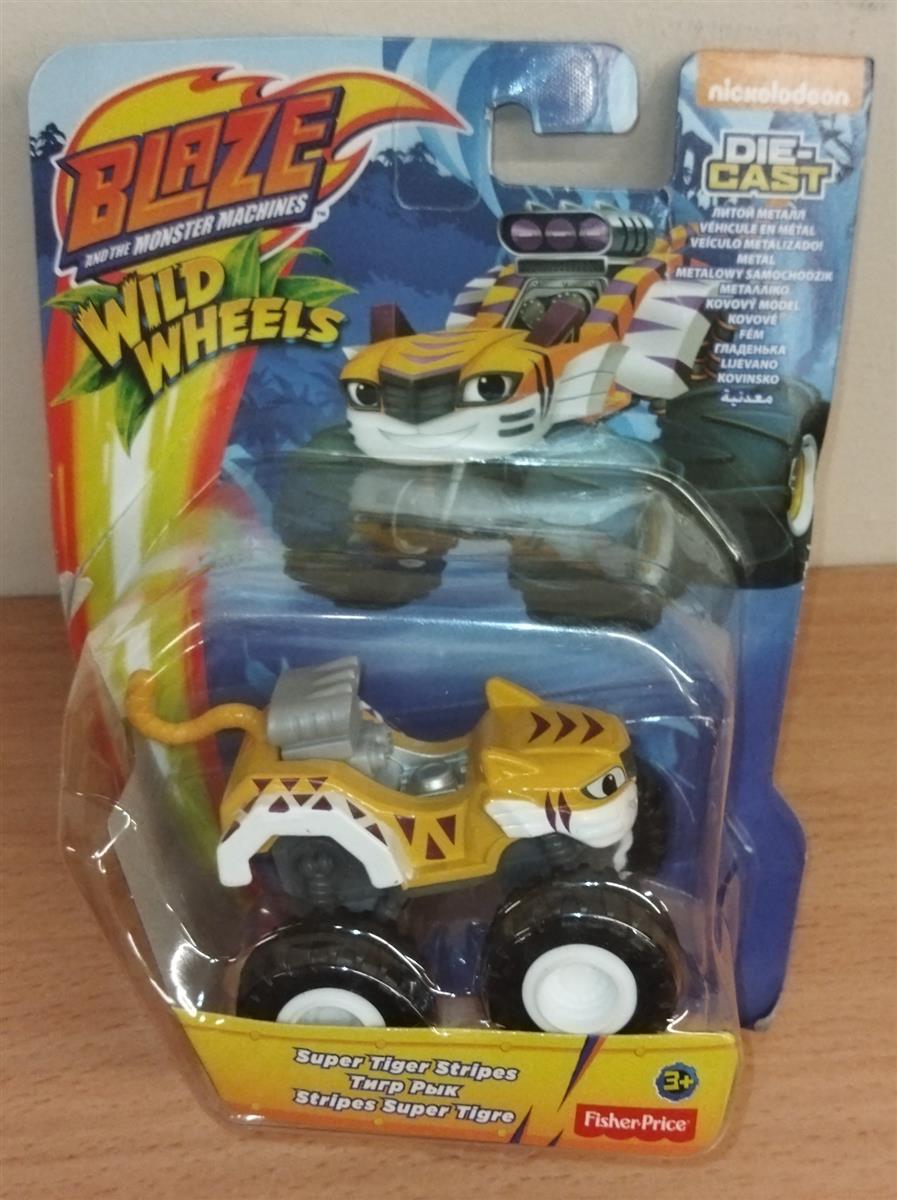 BLAZE
AND THE MONSTER MACHINES™
WILD
WHEELS
nickelodeon
DIE-
CAST
ЛИТОЙ МЕТАЛЛ
VÉHICULE EN MÉTAL
VEÍCULO METALIZADO!
METAL
METALOWY SAMOCHODZIK
ΜΕΤΑΛΛΙΚΟ
KOVOVÝ MODEL
KOVOVÉ
FÉM
ГЛАДЕНЬКА
LIJEVANO
KOVINSKO
معدنية
Super Tiger Stripes
Тигр Рык
Stripes Super Tigre
3+
Fisher-Price